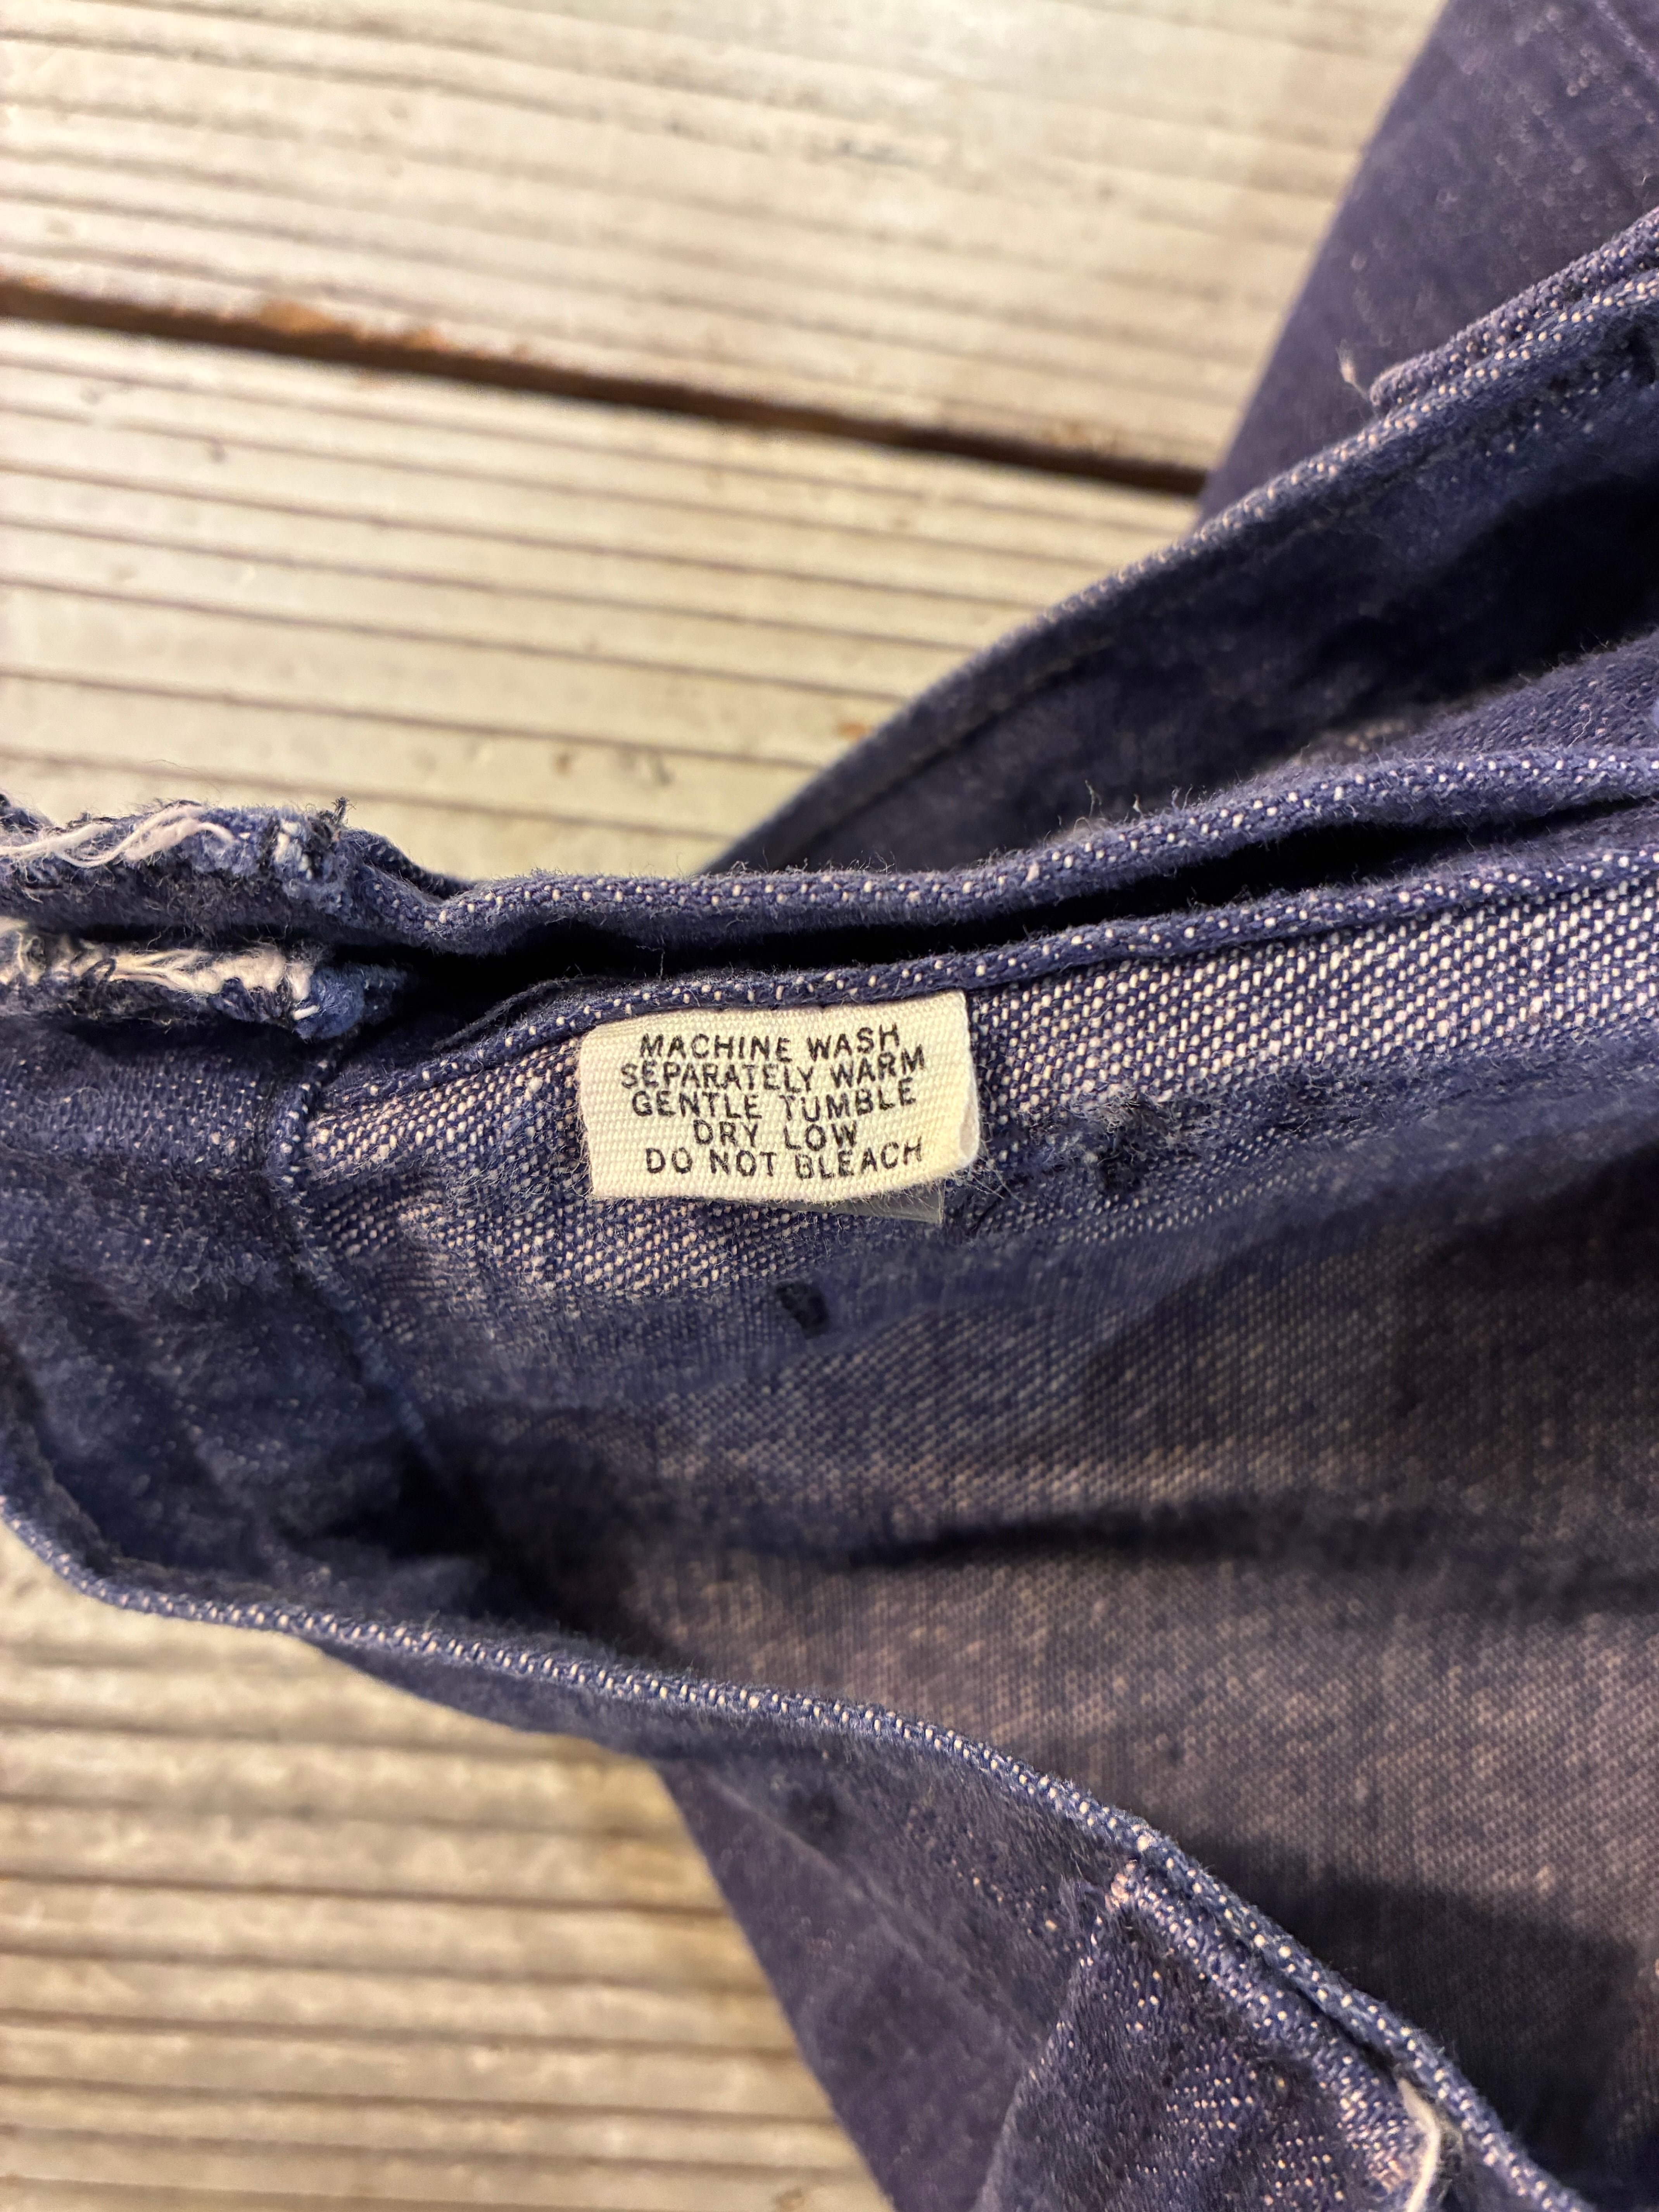 MACHINE WASH
SEPARATELY WARM
GENTLE TUMBLE
DRY LOW
DO NOT BLEACH